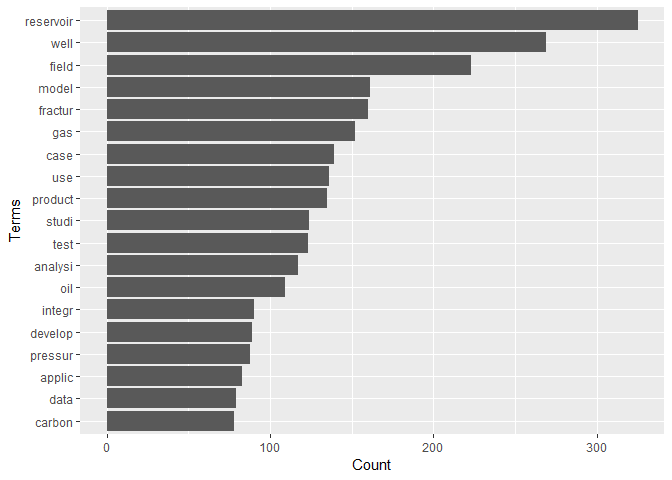 reservoir
well
field
model
fractur
gas
case
use
product
studi
test
analysi
oil
integr
develop
pressur
applic
data
carbon
Terms
0 100 200 300
Count